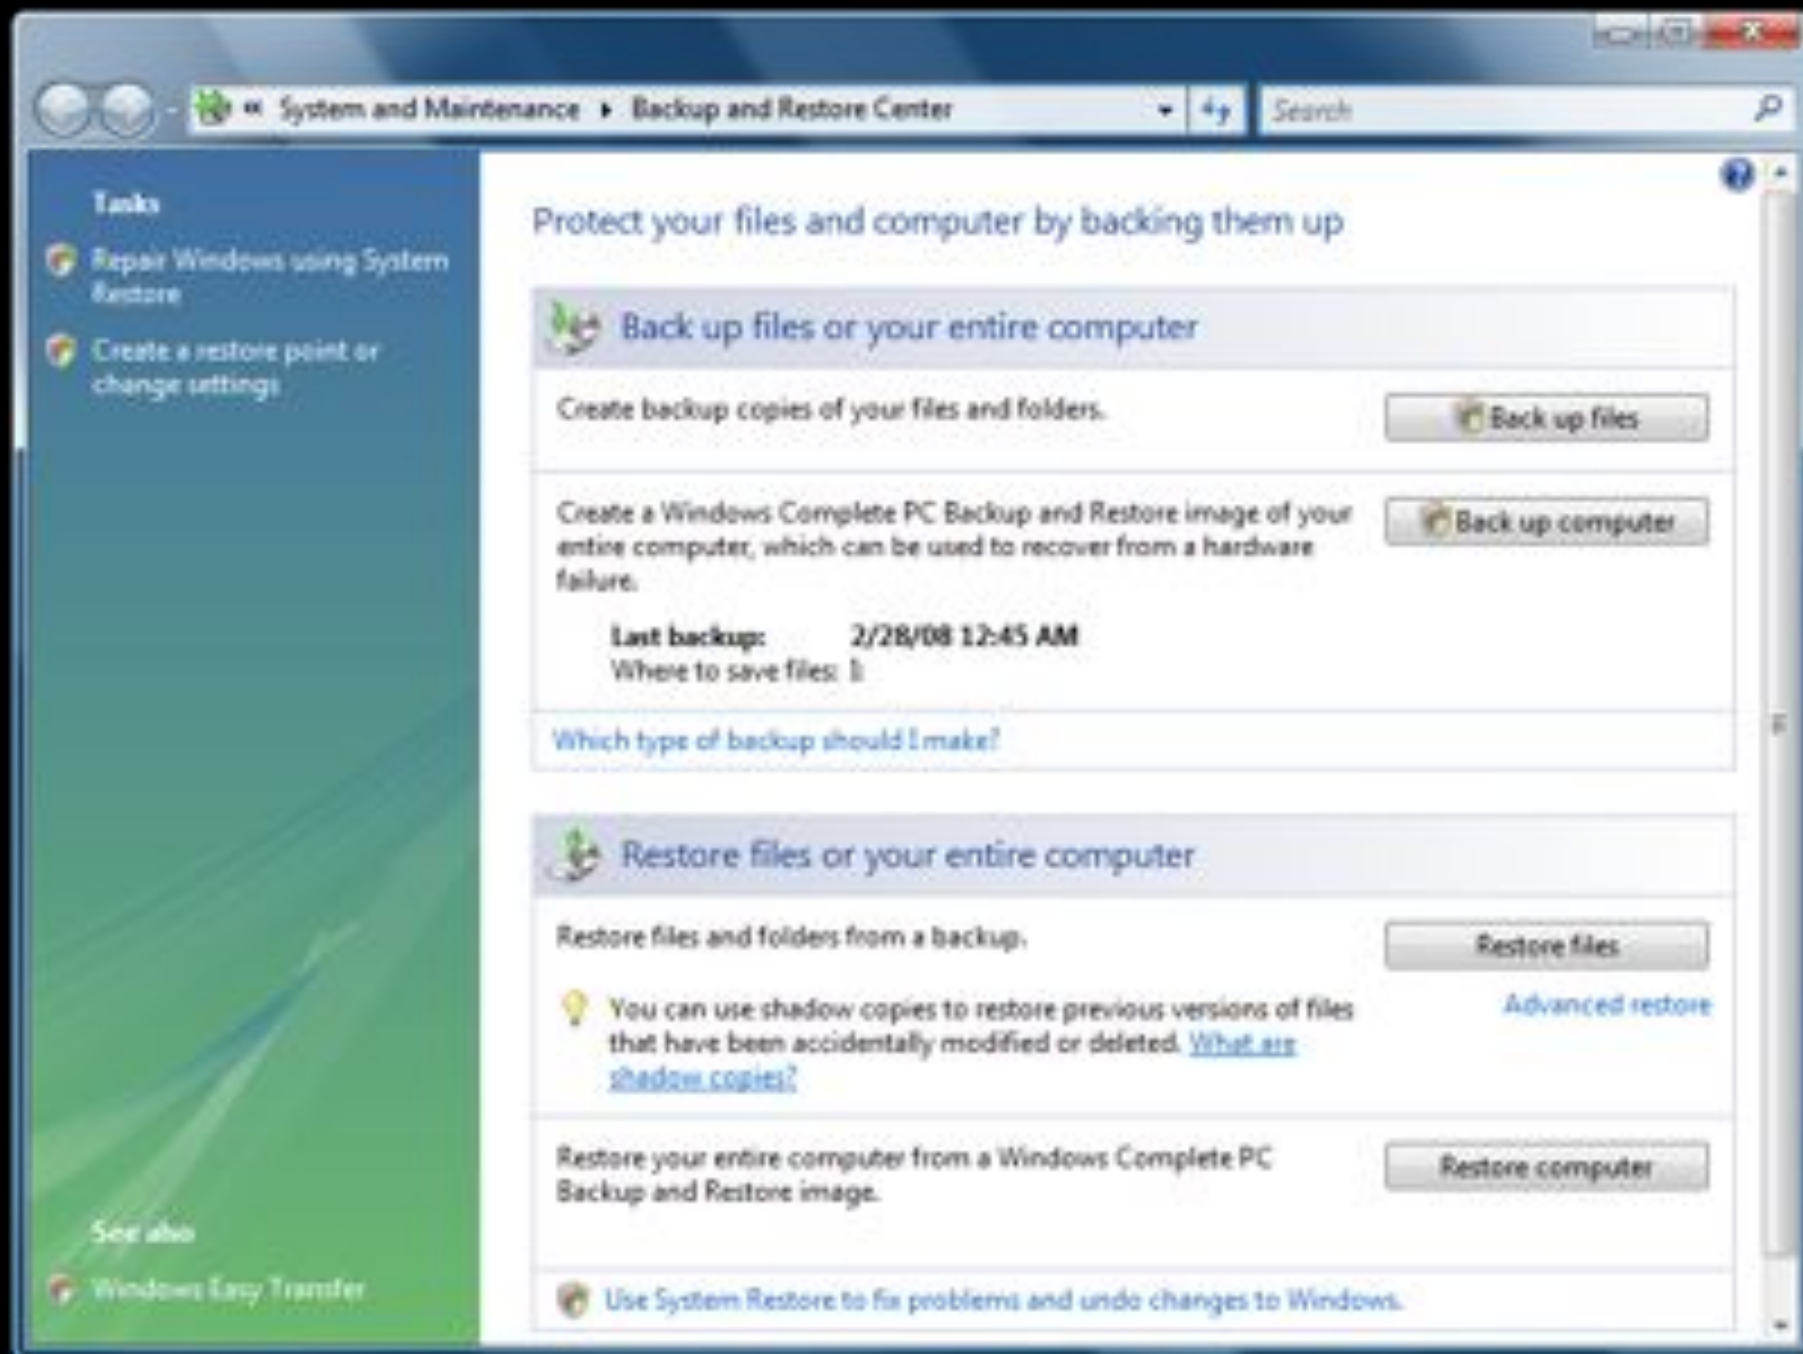 « System and Maintenance ▸ Backup and Restore Center
Search
Tasks
Repair Windows using System
Restore
Create a restore point or
change settings
See also
Windows Easy Transfer
Protect your files and computer by backing them up
Back up files or your entire computer
Create backup copies of your files and folders.
Back up files
Create a Windows Complete PC Backup and Restore image of your
entire computer, which can be used to recover from a hardware
failure.
Back up computer
Last backup: 2/28/08 12:45 AM
Where to save files:
Which type of backup should I make?
Restore files or your entire computer
Restore files and folders from a backup.
Restore files
Advanced restore
You can use shadow copies to restore previous versions of files
that have been accidentally modified or deleted. What are
shadow copies?
Restore your entire computer from a Windows Complete PC
Backup and Restore image.
Restore computer
Use System Restore to fix problems and undo changes to Windows.